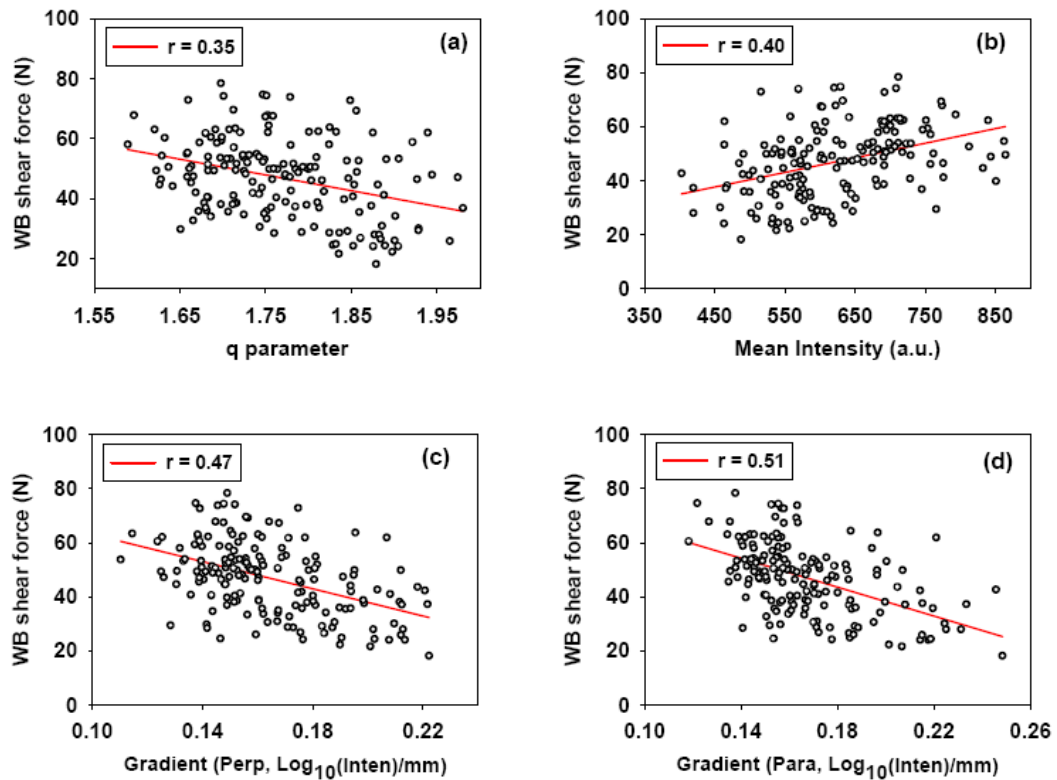 100
80
60
40
20
WB shear force (N)
r = 0.35
(a)
1.55
1.65
1.75
1.85
1.95
q parameter
100
80
60
40
20
0
WB shear force (N)
r = 0.40
(b)
350
450
550
650
750
850
Mean Intensity (a.u.)
100
80
60
40
20
0
WB shear force (N)
r = 0.47
(c)
0.10
0.14
0.18
0.22
Gradient (Perp, Log10(Inten)/mm)
100
80
60
40
20
0
WB shear force (N)
r = 0.51
(d)
0.10
0.14
0.18
0.22
0.26
Gradient (Para, Log10(Inten)/mm)